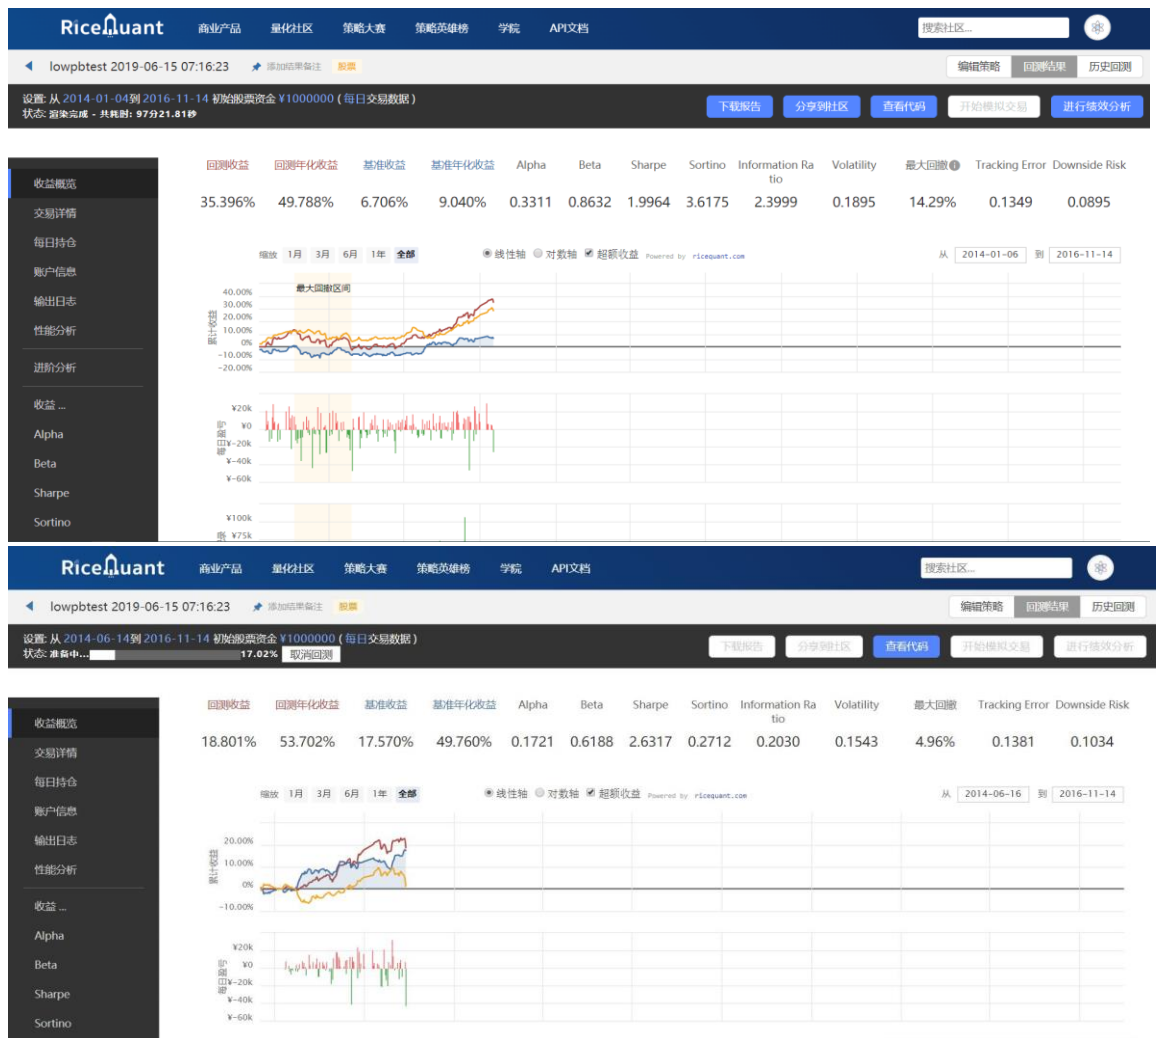 RiceQuant 商业产品 量化社区 策略大赛 策略英雄榜 学院 API文档 搜索社区...
lowpbtest 2019-06-15 07:16:23 添加结果备注 股票 编辑策略 回测结果 历史回测
设置: 从 2014-01-04到2016-11-14 初始股票资金 ¥1000000 ( 每日交易数据 )
状态: 渲染完成 - 共耗时: 97分21.81秒
下载报告 分享到社区 查看代码 开始模拟交易 进行绩效分析
收益概览
交易详情
每日持仓
账户信息
输出日志
性能分析
进阶分析
收益 ...
Alpha
Beta
Sharpe
Sortino
回测收益 回测年化收益 基准收益 基准年化收益 Alpha Beta Sharpe Sortino Information Ra
tio
Volatility 最大回撤 Tracking Error Downside Risk
35.396% 49.788% 6.706% 9.040% 0.3311 0.8632 1.9964 3.6175 2.3999 0.1895 14.29% 0.1349 0.0895
缩放 1月 3月 6月 1年 全部 线性轴 对数轴 超额收益 Powered by ricequant.com 从 2014-01-06 到 2016-11-14
最大回撤区间
累计收益
40.00%
30.00%
20.00%
10.00%
0%
-10.00%
-20.00%
每日盈亏
¥20k
¥0
¥-20k
¥-40k
¥-60k
¥100k
¥75k
RiceQuant 商业产品 量化社区 策略大赛 策略英雄榜 学院 API文档 搜索社区...
lowpbtest 2019-06-15 07:16:23 添加结果备注 股票 编辑策略 回测结果 历史回测
设置: 从 2014-06-14到2016-11-14 初始股票资金 ¥1000000 ( 每日交易数据 )
状态: 准备中... 17.02% 取消回测
下载报告 分享到社区 查看代码 开始模拟交易 进行绩效分析
收益概览
交易详情
每日持仓
账户信息
输出日志
性能分析
收益 ...
Alpha
Beta
Sharpe
Sortino
回测收益 回测年化收益 基准收益 基准年化收益 Alpha Beta Sharpe Sortino Information Ra
tio
Volatility 最大回撤 Tracking Error Downside Risk
18.801% 53.702% 17.570% 49.760% 0.1721 0.6188 2.6317 0.2712 0.2030 0.1543 4.96% 0.1381 0.1034
缩放 1月 3月 6月 1年 全部 线性轴 对数轴 超额收益 Powered by ricequant.com 从 2014-06-16 到 2016-11-14
累计收益
20.00%
10.00%
0%
-10.00%
每日盈亏
¥20k
¥0
¥-20k
¥-40k
¥-60k